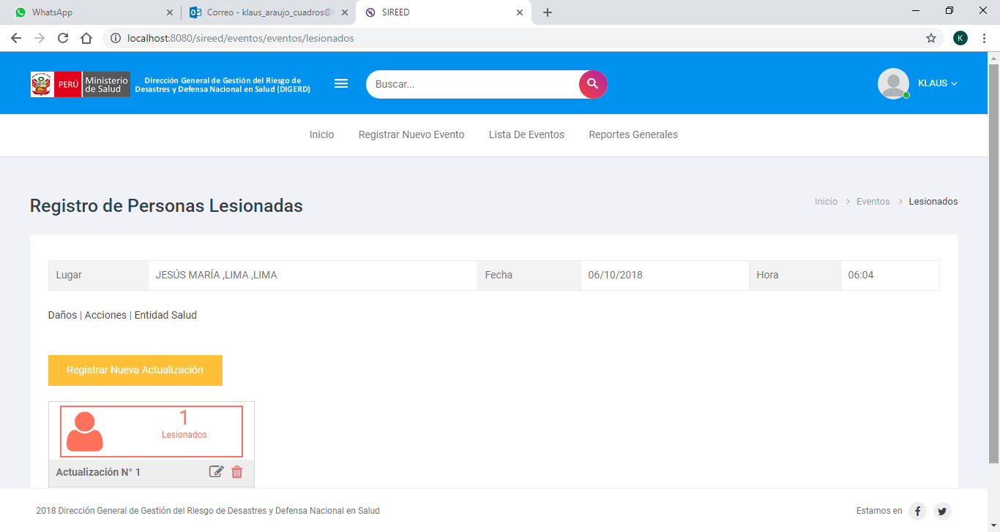 WhatsApp
Correo - klaus_araujo_cuadros@
SIREED
localhost:8080/sireed/eventos/eventos/lesionados
K
PERÚ
Ministerio
de Salud
Dirección General de Gestión del Riesgo de
Desastres y Defensa Nacional en Salud (DIGERD)
Buscar...
KLAUS
Inicio
Registrar Nuevo Evento
Lista De Eventos
Reportes Generales
Registro de Personas Lesionadas
Inicio > Eventos > Lesionados
Lugar
JESÚS MARÍA ,LIMA ,LIMA
Fecha
06/10/2018
Hora
06:04
Daños | Acciones | Entidad Salud
Registrar Nueva Actualización
1
Lesionados
Actualización N° 1
2018 Dirección General de Gestión del Riesgo de Desastres y Defensa Nacional en Salud
Estamos en